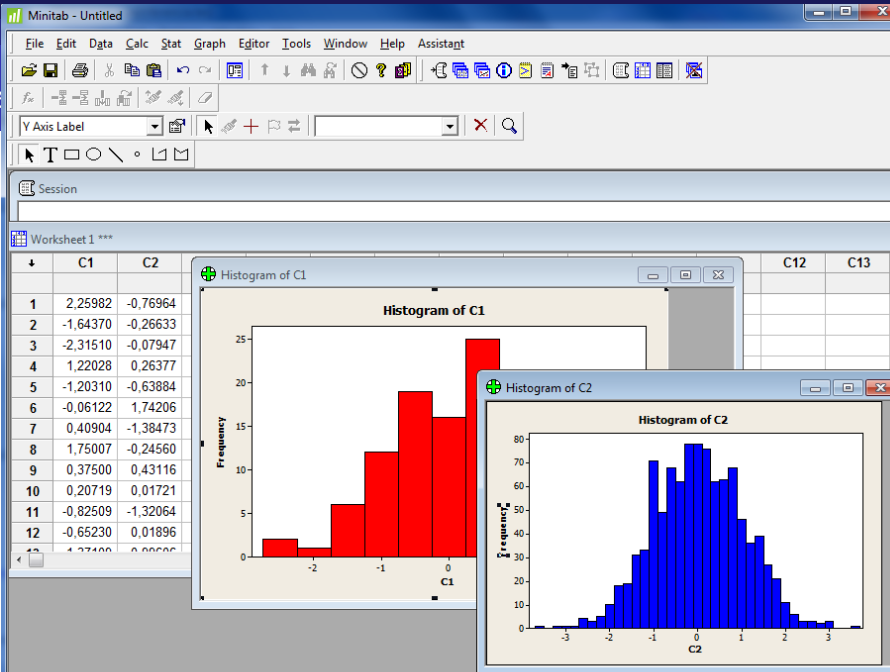 Minitab - Untitled
File Edit Data Calc Stat Graph Editor Tools Window Help Assistant
Y Axis Label
Session
Worksheet 1 ***
C1 C2 C12 C13
1 2,25982 -0,76964
2 -1,64370 -0,26633
3 -2,31510 -0,07947
4 1,22028 0,26377
5 -1,20310 -0,63884
6 -0,06122 1,74206
7 0,40904 -1,38473
8 1,75007 -0,24560
9 0,37500 0,43116
10 0,20719 0,01721
11 -0,82509 -1,32064
12 -0,65230 0,01896
Histogram of C1
Histogram of C1
Frequency
25
20
15
10
5
0
-2 -1 0
C1
Histogram of C2
Histogram of C2
Frequency
80
70
60
50
40
30
20
10
0
-3 -2 -1 0 1 2 3
C2